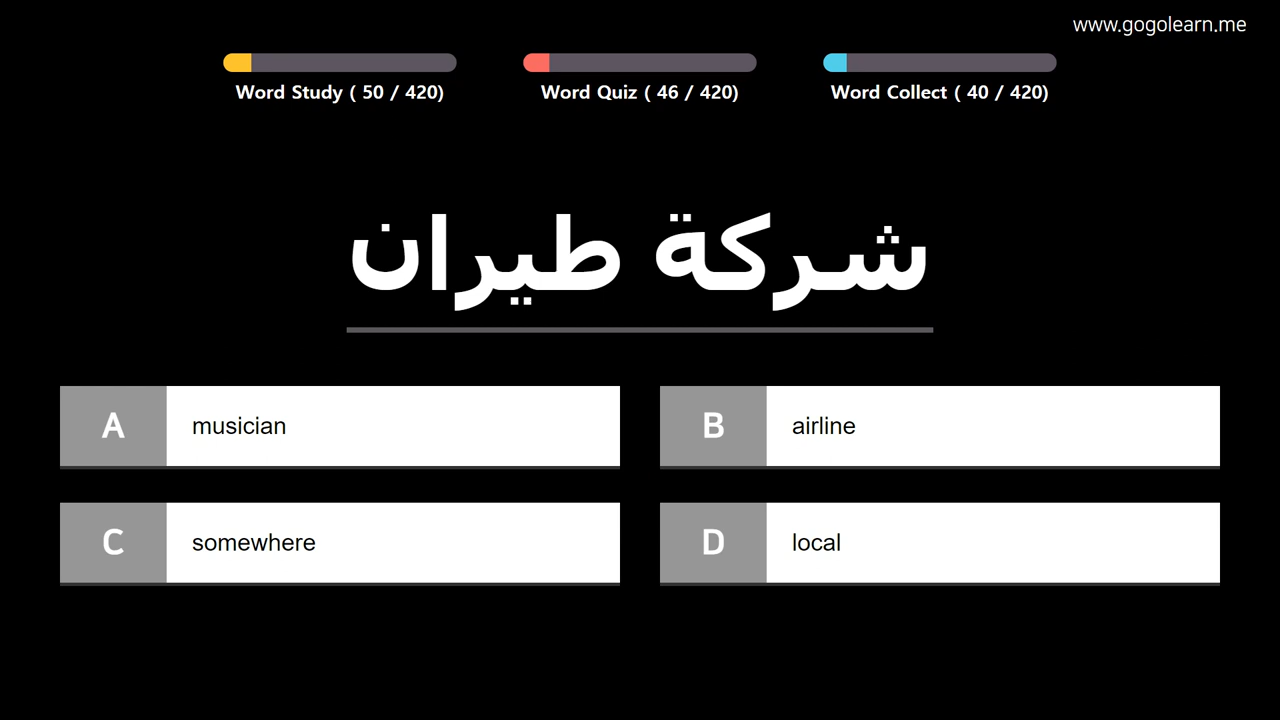 www.gogolearn.me
Word Study ( 50 / 420)
Word Quiz ( 46 / 420)
Word Collect ( 40 / 420)
شركة طيران
A musician
B airline
C somewhere
D local